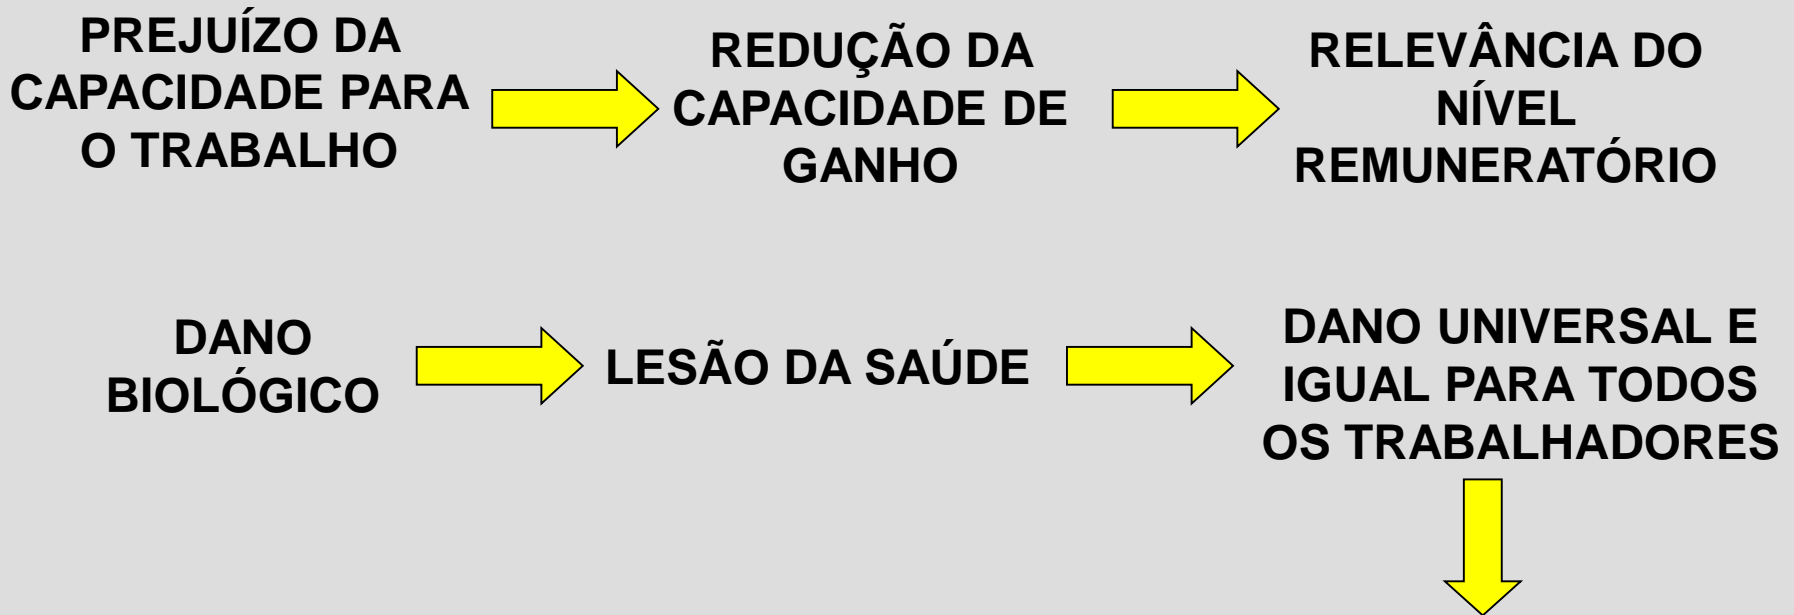 PREJUÍZO DA
CAPACIDADE PARA
O TRABALHO
REDUÇÃO DA
CAPACIDADE DE
GANHO
RELEVÂNCIA DO
NÍVEL
REMUNERATÓRIO
DANO
BIOLÓGICO
LESÃO DA SAÚDE
DANO UNIVERSAL E
IGUAL PARA TODOS
OS TRABALHADORES